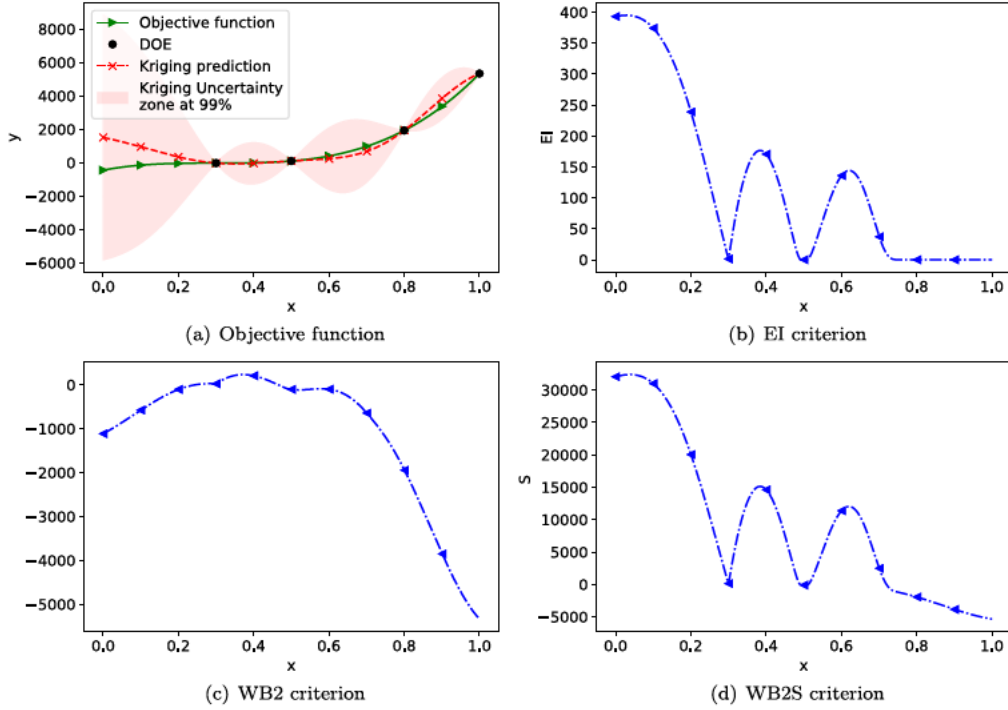 8000
6000
4000
2000
0
−2000
−4000
−6000
y
Objective function
DOE
Kriging prediction
Kriging Uncertainty
zone at 99%
0.0 0.2 0.4 0.6 0.8 1.0
x
(a) Objective function
400
350
300
250
200
150
100
50
0
EI
0.0 0.2 0.4 0.6 0.8 1.0
x
(b) EI criterion
0
−1000
−2000
−3000
−4000
−5000
0.0 0.2 0.4 0.6 0.8 1.0
x
(c) WB2 criterion
30000
25000
20000
15000
10000
5000
0
−5000
S
0.0 0.2 0.4 0.6 0.8 1.0
x
(d) WB2S criterion